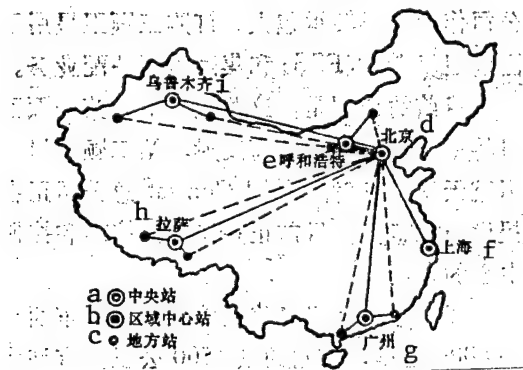 乌鲁木齐 i
北京 d
e 呼和浩特
h
拉萨
上海 f
a 中央站
b 区域中心站
c 地方站
广州
g